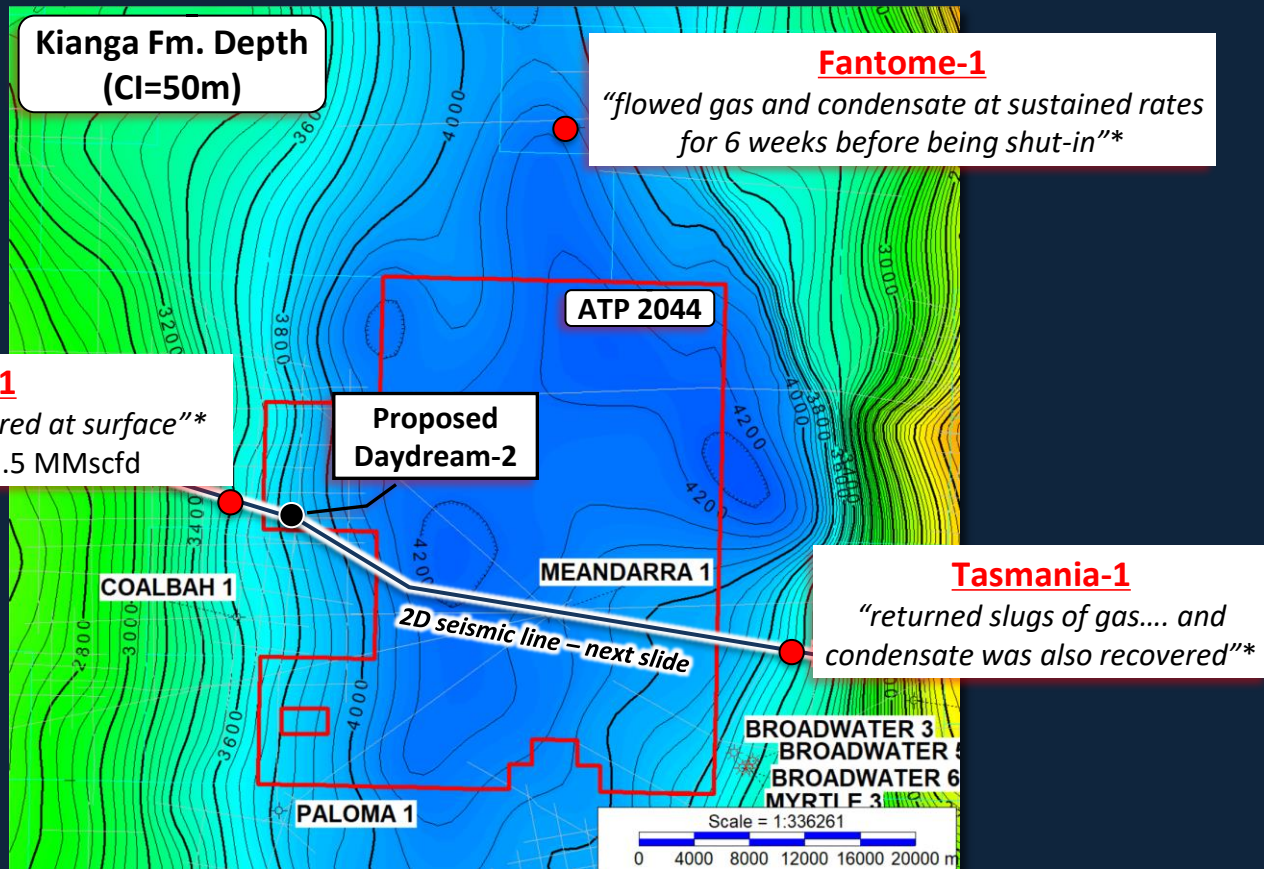 Kianga Fm. Depth
(CI=50m)
Fantome-1
“flowed gas and condensate at sustained rates
for 6 weeks before being shut-in”*
3600
4000
3000
ATP 2044
3200
3800
4000
3800
3600
4200
4200
1
red at surface”*
.5 MMscfd
Proposed
Daydream-2
3400
4200
COALBAH 1
MEANDARRA 1
2D seismic line – next slide
Tasmania-1
“returned slugs of gas.... and
condensate was also recovered”*
2800
3000
3600
4000
BROADWATER 3
BROADWATER 5
BROADWATER 6
MYRTLE 3
PALOMA 1
Scale = 1:336261
0 4000 8000 12000 16000 20000 m